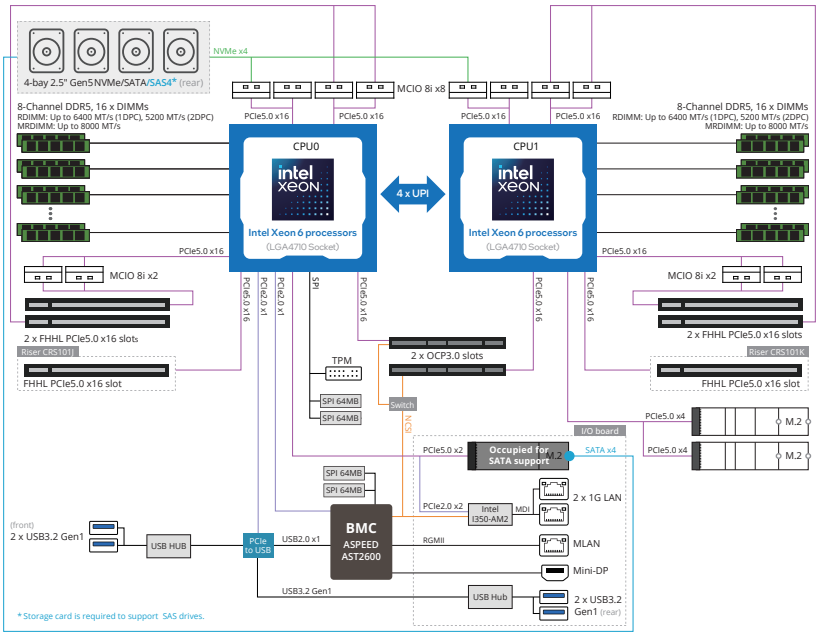 NVMe x4
4-bay 2.5" Gen5 NVMe/SATA/SAS4* (rear)
MCIO 8i x8
PCIe5.0 x16
PCIe5.0 x16
PCIe5.0 x16
PCIe5.0 x16
8-Channel DDR5, 16 x DIMMs
RDIMM: Up to 6400 MT/s (1DPC), 5200 MT/s (2DPC)
MRDIMM: Up to 8000 MT/s
8-Channel DDR5, 16 x DIMMs
RDIMM: Up to 6400 MT/s (1DPC), 5200 MT/s (2DPC)
MRDIMM: Up to 8000 MT/s
CPU0
intel
XEON
Intel Xeon 6 processors
(LGA4710 Socket)
4 x UPI
CPU1
intel
XEON
Intel Xeon 6 processors
(LGA4710 Socket)
PCIe5.0 x16
PCIe5.0 x16
MCIO 8i x2
MCIO 8i x2
PCIe5.0 x16
PCIe2.0 x1
PCIe2.0 x1
SPI
PCIe5.0 x16
PCIe5.0 x16
PCIe5.0 x16
2 x FHHL PCIe5.0 x16 slots
2 x FHHL PCIe5.0 x16 slots
Riser CRS101J
FHHL PCIe5.0 x16 slot
Riser CRS101K
FHHL PCIe5.0 x16 slot
2 x OCP3.0 slots
TPM
SPI 64MB
SPI 64MB
Switch
NCSI
PCIe5.0 x4
M.2
PCIe5.0 x4
M.2
I/O board
PCIe5.0 x2
Occupied for
SATA support
M.2
SATA x4
SPI 64MB
SPI 64MB
PCIe2.0 x2
Intel
I350-AM2
MDI
2 x 1G LAN
BMC
ASPEED
AST2600
RGMII
MLAN
Mini-DP
(front)
2 x USB3.2 Gen1
USB HUB
PCIe
to USB
USB2.0 x1
USB3.2 Gen1
USB Hub
2 x USB3.2
Gen1 (rear)
* Storage card is required to support SAS drives.